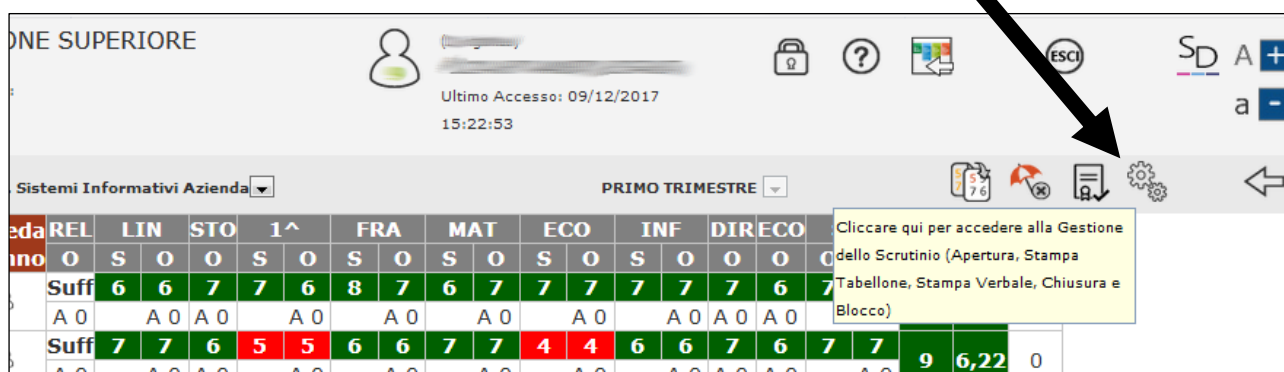 ONE SUPERIORE
Ultimo Accesso: 09/12/2017
15:22:53
ESCI
SD A +
a -
. Sistemi Informativi Azienda
PRIMO TRIMESTRE
eda REL LIN STO 1^ FRA MAT ECO INF DIR ECO
nno O S O O S O S O S O S O S O O O
Suff 6 6 7 7 6 8 7 6 7 7 7 7 7 7 6 7
A 0 A 0 A 0 A 0 A 0 A 0 A 0 A 0 A 0 A 0
Suff 7 7 6 5 5 6 6 7 7 4 4 6 6 7 6 7 7 9 6,22 0
Cliccare qui per accedere alla Gestione
dello Scrutinio (Apertura, Stampa
Tabellone, Stampa Verbale, Chiusura e
Blocco)